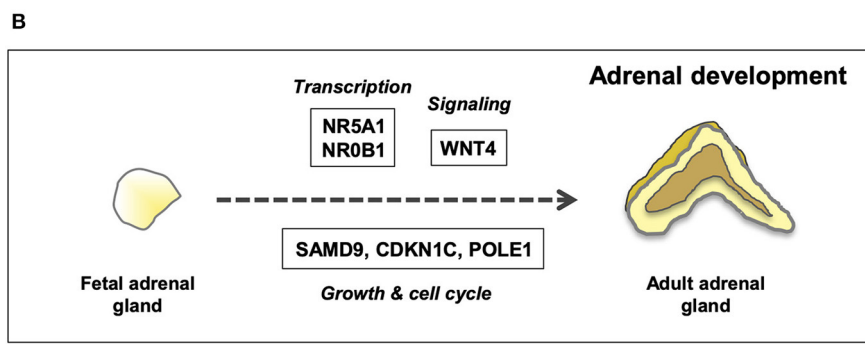 B
Adrenal development
Transcription
Signaling
NR5A1
NR0B1
WNT4
SAMD9, CDKN1C, POLE1
Growth & cell cycle
Fetal adrenal
gland
Adult adrenal
gland